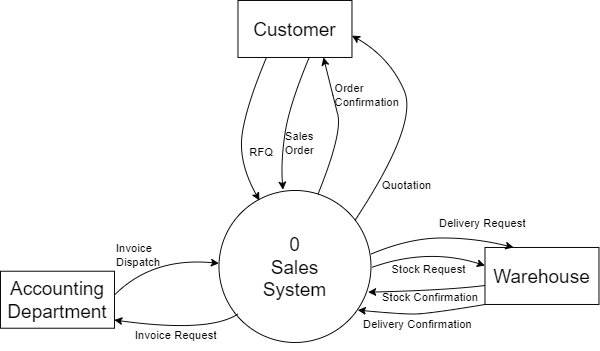 Customer
Order
Confirmation
Sales
Order
RFQ
Quotation
Delivery Request
0
Sales
System
Invoice
Dispatch
Stock Request
Warehouse
Accounting
Department
Stock Confirmation
Delivery Confirmation
Invoice Request